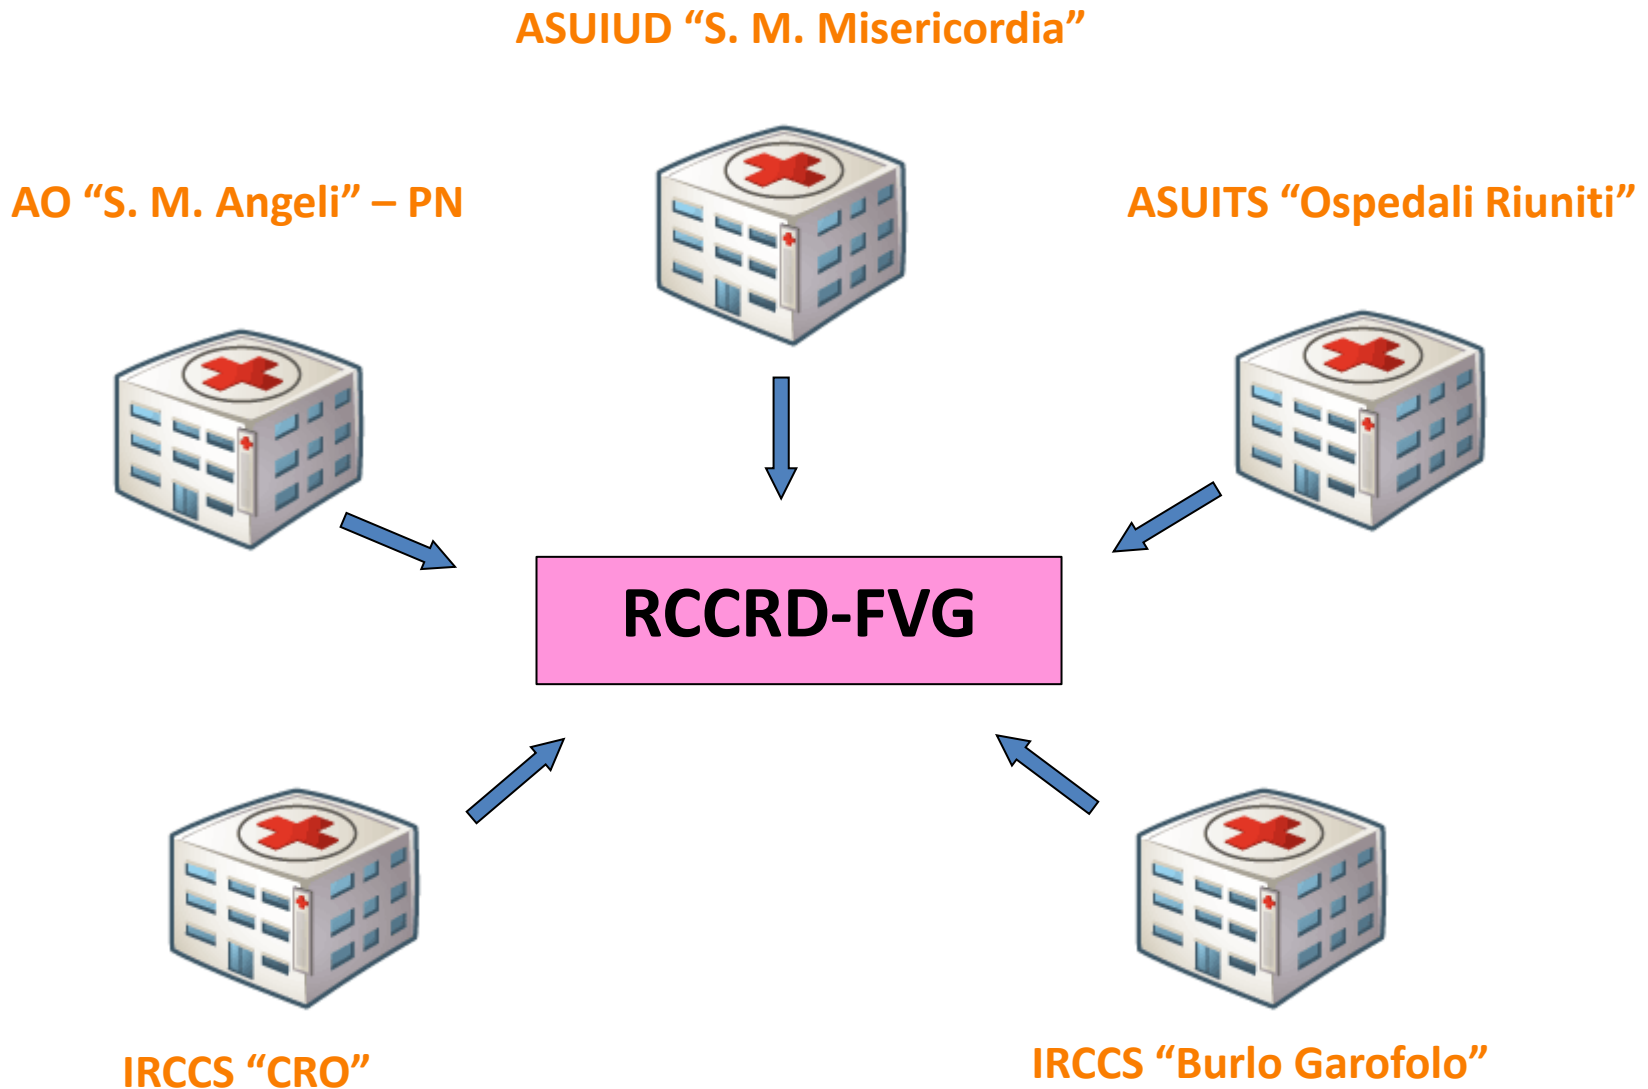 ASUIUD “S. M. Misericordia”
AO “S. M. Angeli” – PN
ASUITS “Ospedali Riuniti”
RCCRD-FVG
IRCCS “CRO”
IRCCS “Burlo Garofolo”